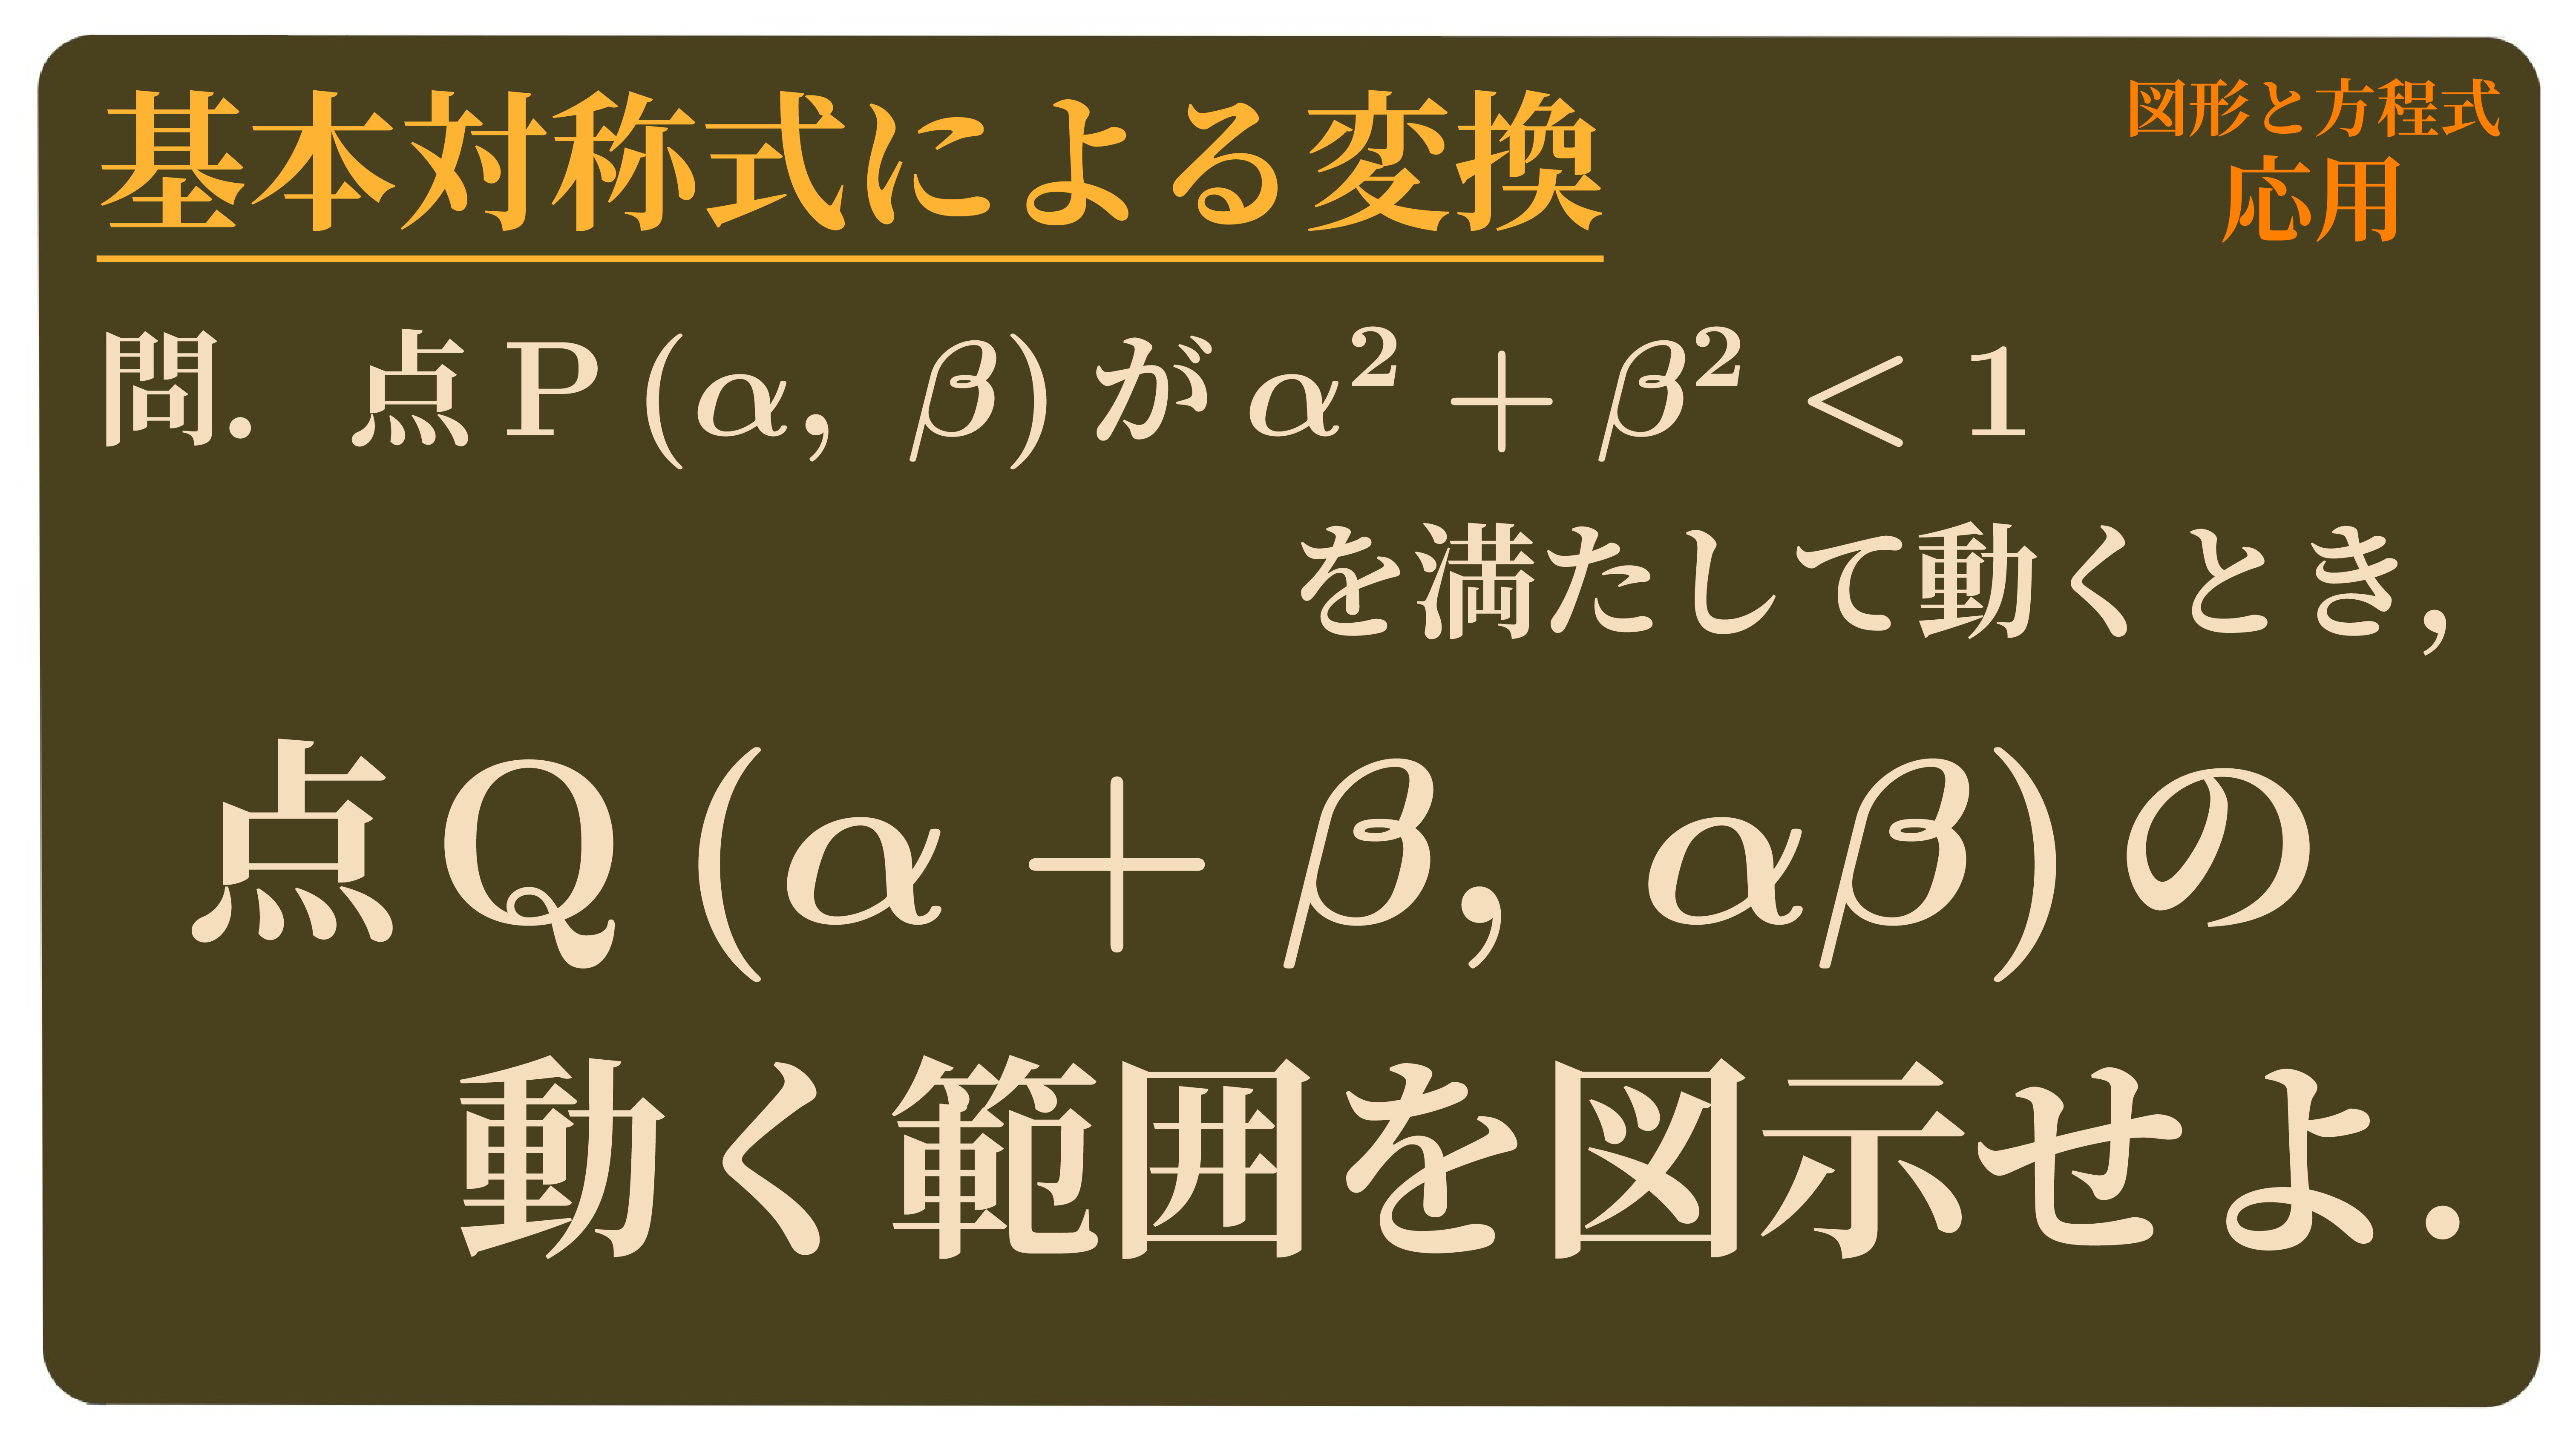 基本対称式による変換
図形と方程式
応用
問. 点 P (α, β) が α² + β² < 1
を満たして動くとき,
点 Q (α + β, αβ) の
動く範囲を図示せよ.